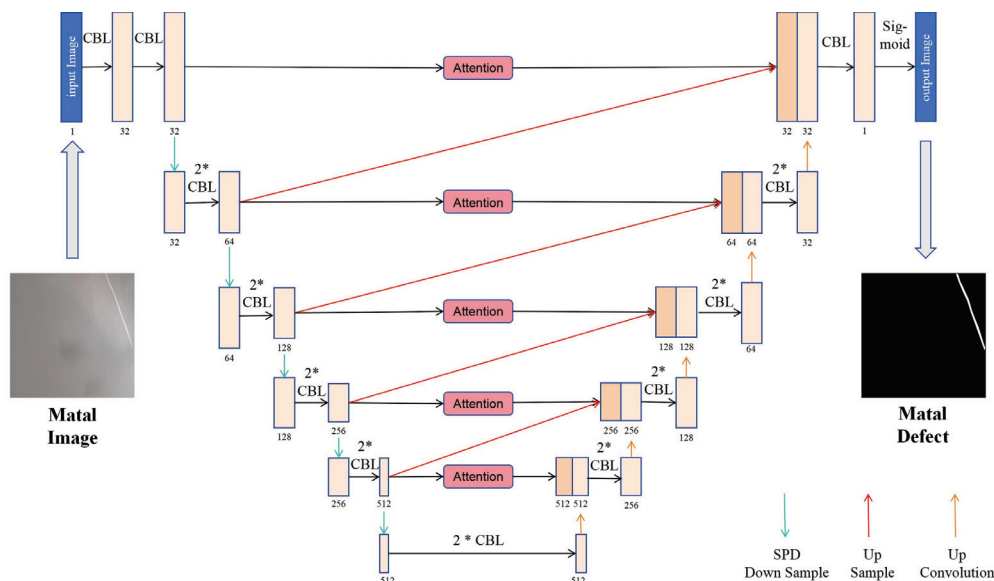 input Image
CBL
CBL
Attention
CBL
Sig-
moid
output Image
1
32
32
32
32
1
2*
CBL
Attention
2*
CBL
32
64
64
64
32
2*
CBL
Attention
2*
CBL
64
128
128
128
64
2*
CBL
Attention
2*
CBL
128
256
256
256
128
2*
CBL
Attention
2*
CBL
256
512
512
512
256
2 * CBL
512
512
Matal
Image
Matal
Defect
SPD
Down Sample
Up
Sample
Up
Convolution